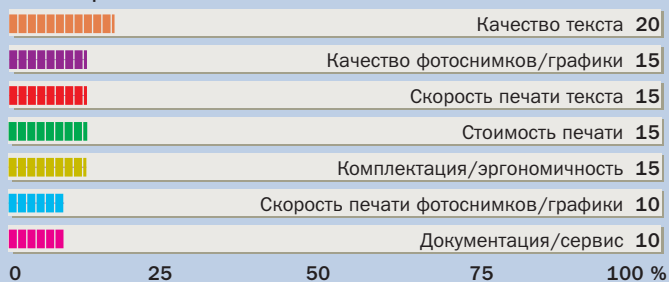 Качество текста 20
Качество фотоснимков/графики 15
Скорость печати текста 15
Стоимость печати 15
Комплектация/эргономичность 15
Скорость печати фотоснимков/графики 10
Документация/сервис 10
0 25 50 75 100 %